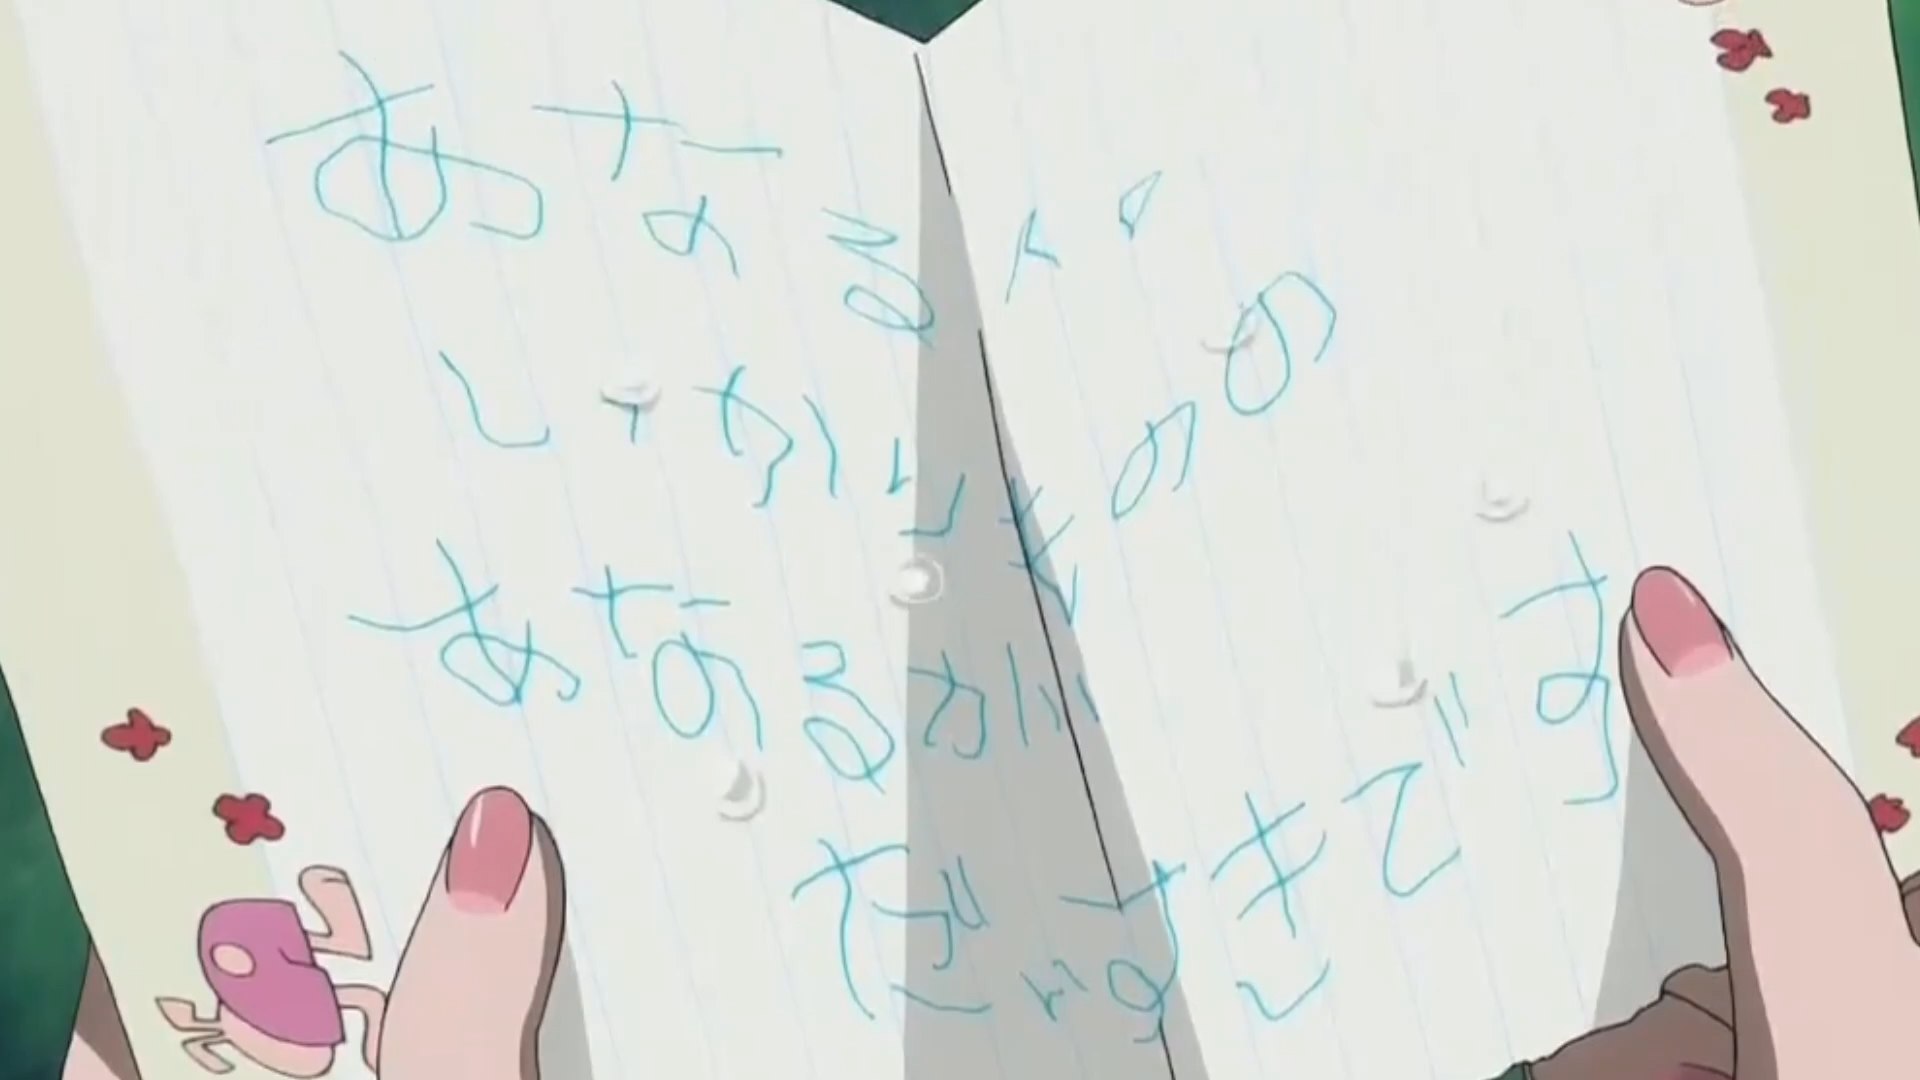 あなるへ
しっかりものの
あなるが
だいすきです